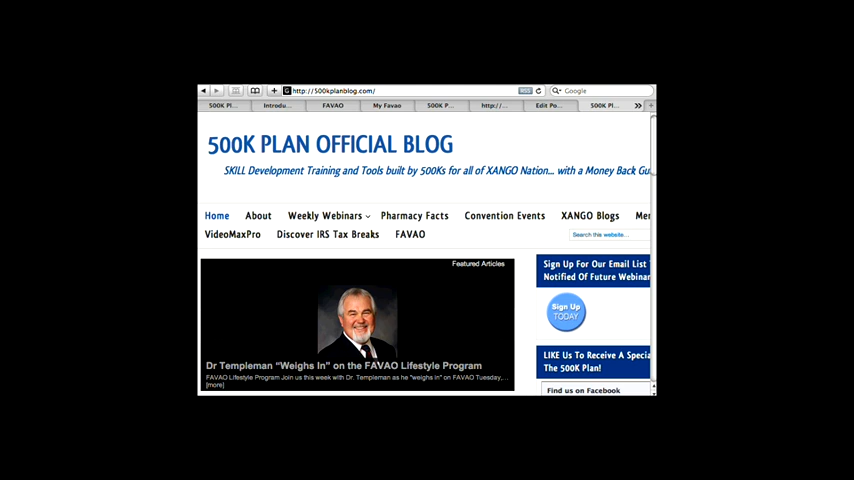 http://500kplanblog.com/
RSS
Google
500K Pl...
Introdu...
FAVAO
My Favao
500K P...
http://...
Edit Po...
500K Pl...
500K PLAN OFFICIAL BLOG
SKILL Development Training and Tools built by 500Ks for all of XANGO Nation... with a Money Back Gu
Home About Weekly Webinars Pharmacy Facts Convention Events XANGO Blogs Mer
VideoMaxPro Discover IRS Tax Breaks FAVAO
Search this website...
Featured Articles
Dr Templeman "Weighs In" on the FAVAO Lifestyle Program
FAVAO Lifestyle Program Join us this week with Dr. Templeman as he "weighs in" on FAVAO Tuesday,...
[more]
Sign Up For Our Email List
Notified Of Future Webinar
Sign Up
TODAY
LIKE Us To Receive A Specia
The 500K Plan!
Find us on Facebook